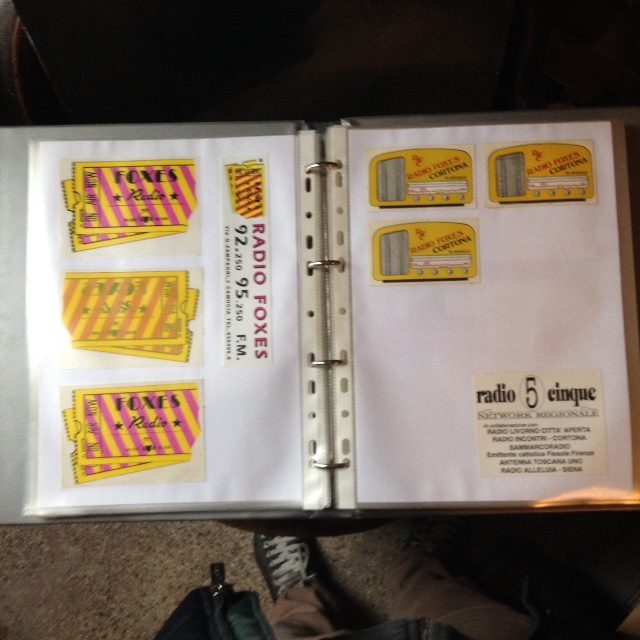 FOXES
Radio
FOXES
Radio
RADIO FOXES
92.250 95.250 F.M.
RADIO FOXES
CORTONA
RADIO FOXES
CORTONA
RADIO FOXES
CORTONA
radio 5 cinque
NETWORK REGIONALE
in collaborazione con:
RADIO LIVORNO CITTA' APERTA
RADIO INCONTRI - CORTONA
SAMMARCORADIO
Emittente cattolica Fiesole Firenze
ANTENNA TOSCANA UNO
RADIO ALLELUIA - SIENA